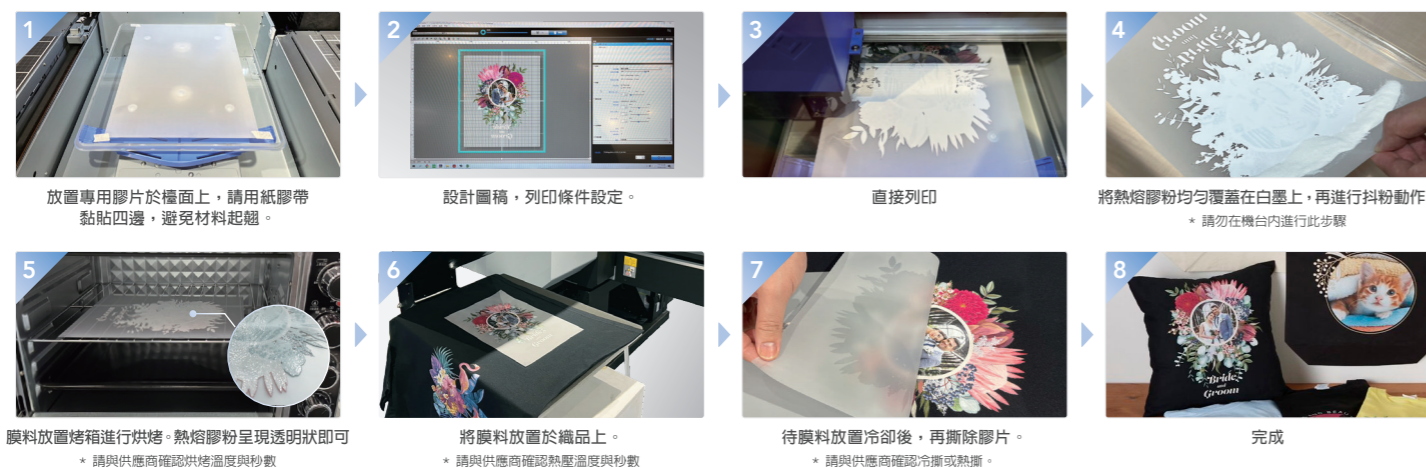 1
2
3
4
放置專用膠片於檯面上，請用紙膠帶
黏貼四邊，避免材料起翹。
設計圖稿，列印條件設定。
直接列印
將熱熔膠粉均勻覆蓋在白墨上，再進行抖粉動作
* 請勿在機台內進行此步驟
5
6
7
8
Bride
and
Groom
膜料放置烤箱進行烘烤。熱熔膠粉呈現透明狀即可
* 請與供應商確認烘烤溫度與秒數
將膜料放置於織品上。
* 請與供應商確認熱壓溫度與秒數
待膜料放置冷卻後，再撕除膠片。
* 請與供應商確認冷撕或熱撕。
完成